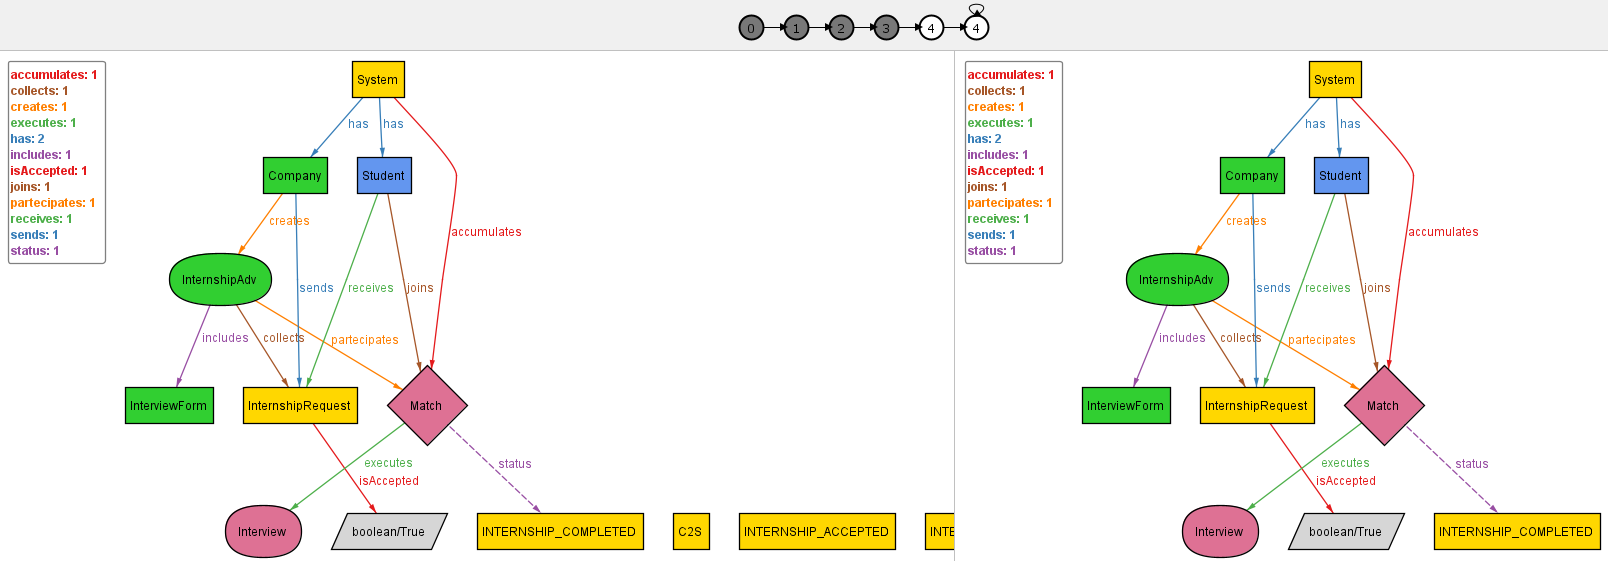 0 1 2 3 4 4
accumulates: 1
collects: 1
creates: 1
executes: 1
has: 2
includes: 1
isAccepted: 1
joins: 1
partecipates: 1
receives: 1
sends: 1
status: 1
System
has has
Company Student
creates
accumulates
InternshipAdv
sends receives joins
includes collects partecipates
InterviewForm InternshipRequest Match
executes status
isAccepted
Interview boolean/True INTERNSHIP_COMPLETED C2S INTERNSHIP_ACCEPTED INTE
accumulates: 1
collects: 1
creates: 1
executes: 1
has: 2
includes: 1
isAccepted: 1
joins: 1
partecipates: 1
receives: 1
sends: 1
status: 1
System
has has
Company Student
creates
accumulates
InternshipAdv
sends receives joins
includes collects partecipates
InterviewForm InternshipRequest Match
executes status
isAccepted
Interview boolean/True INTERNSHIP_COMPLETED